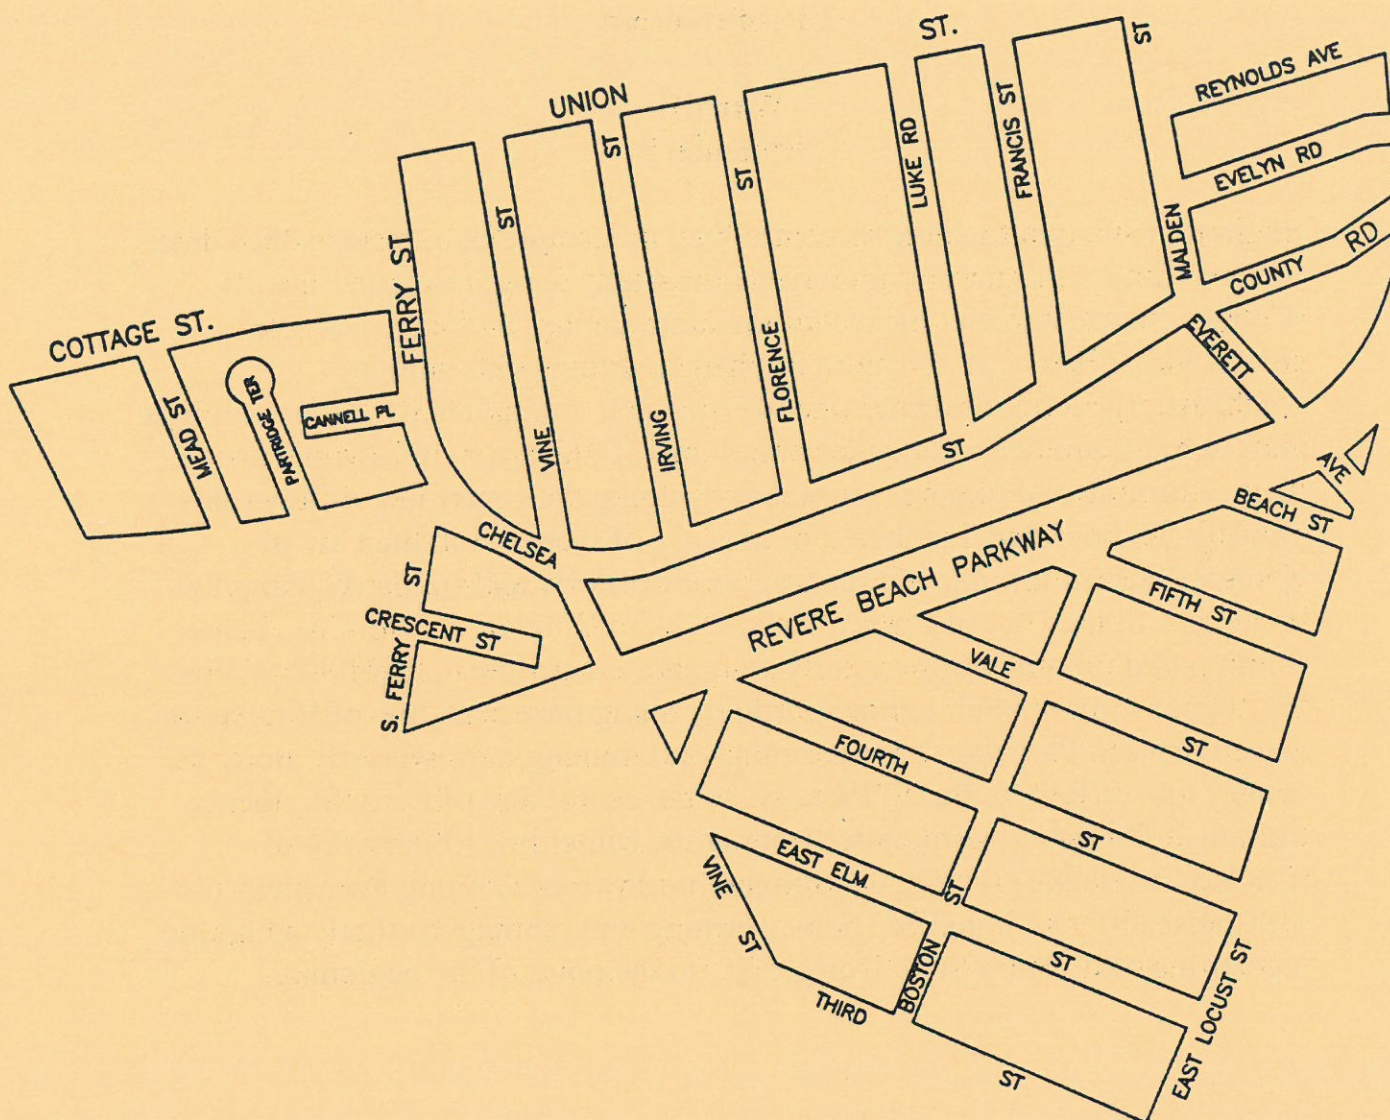 UNION ST.
REYNOLDS AVE
EVELYN RD
COUNTY RD
MALDEN ST
FRANCIS ST
LUKE RD
FLORENCE ST
IRVING ST
VINE ST
FERRY ST
COTTAGE ST.
MEAD ST
PARTRIDGE TER
CANNELL PL
CHELSEA ST
EVERETT AVE
BEACH ST
REVERE BEACH PARKWAY
FIFTH ST
CRESCENT ST
S. FERRY ST
VALE ST
FOURTH ST
EAST ELM ST
VINE ST
BOSTON ST
THIRD ST
EAST LOCUST ST